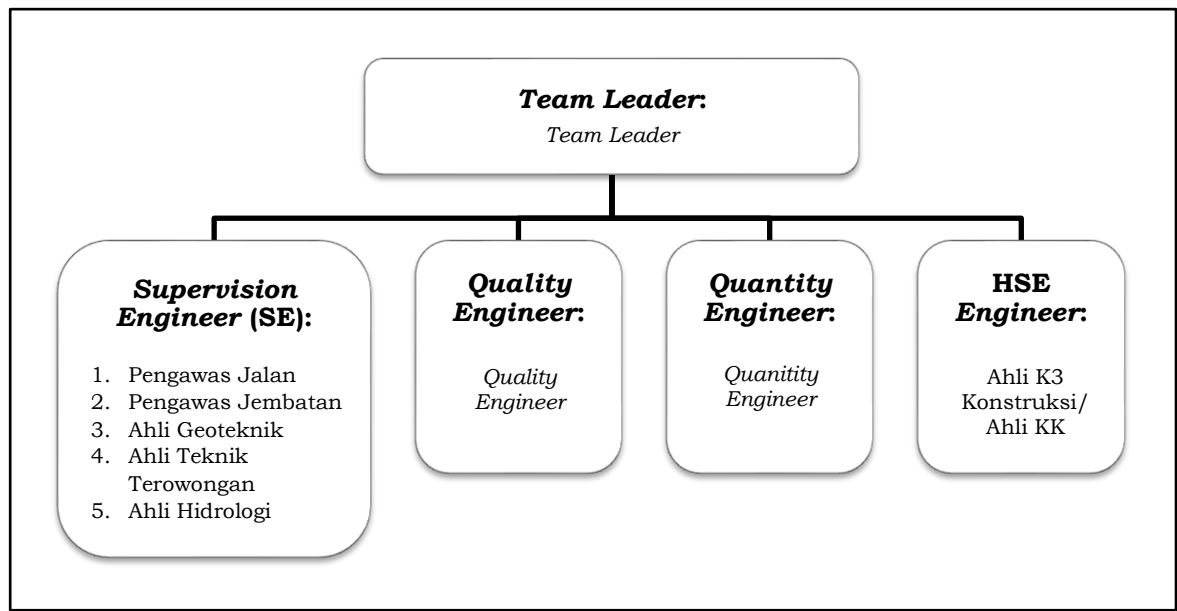 Team Leader:
Team Leader
Supervision
Engineer (SE):
1. Pengawas Jalan
2. Pengawas Jembatan
3. Ahli Geoteknik
4. Ahli Teknik
Terowongan
5. Ahli Hidrologi
Quality
Engineer:
Quality
Engineer
Quantity
Engineer:
Quanitity
Engineer
HSE
Engineer:
Ahli K3
Konstruksi/
Ahli KK